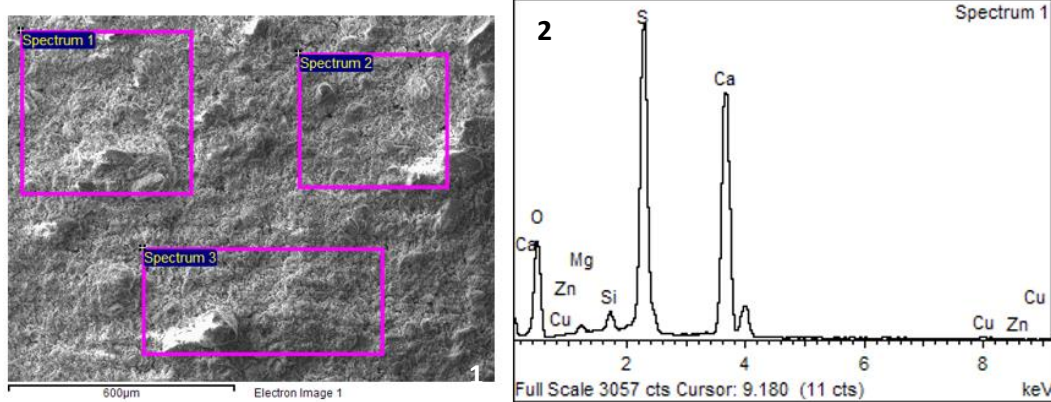 Spectrum 1
Spectrum 2
Spectrum 3
1
600µm Electron Image 1
2
Spectrum 1
S
Ca
O
Ca
Mg
Zn
Si
Cu
Cu
Cu Zn
2 4 6 8
Full Scale 3057 cts Cursor: 9.180 (11 cts) keV